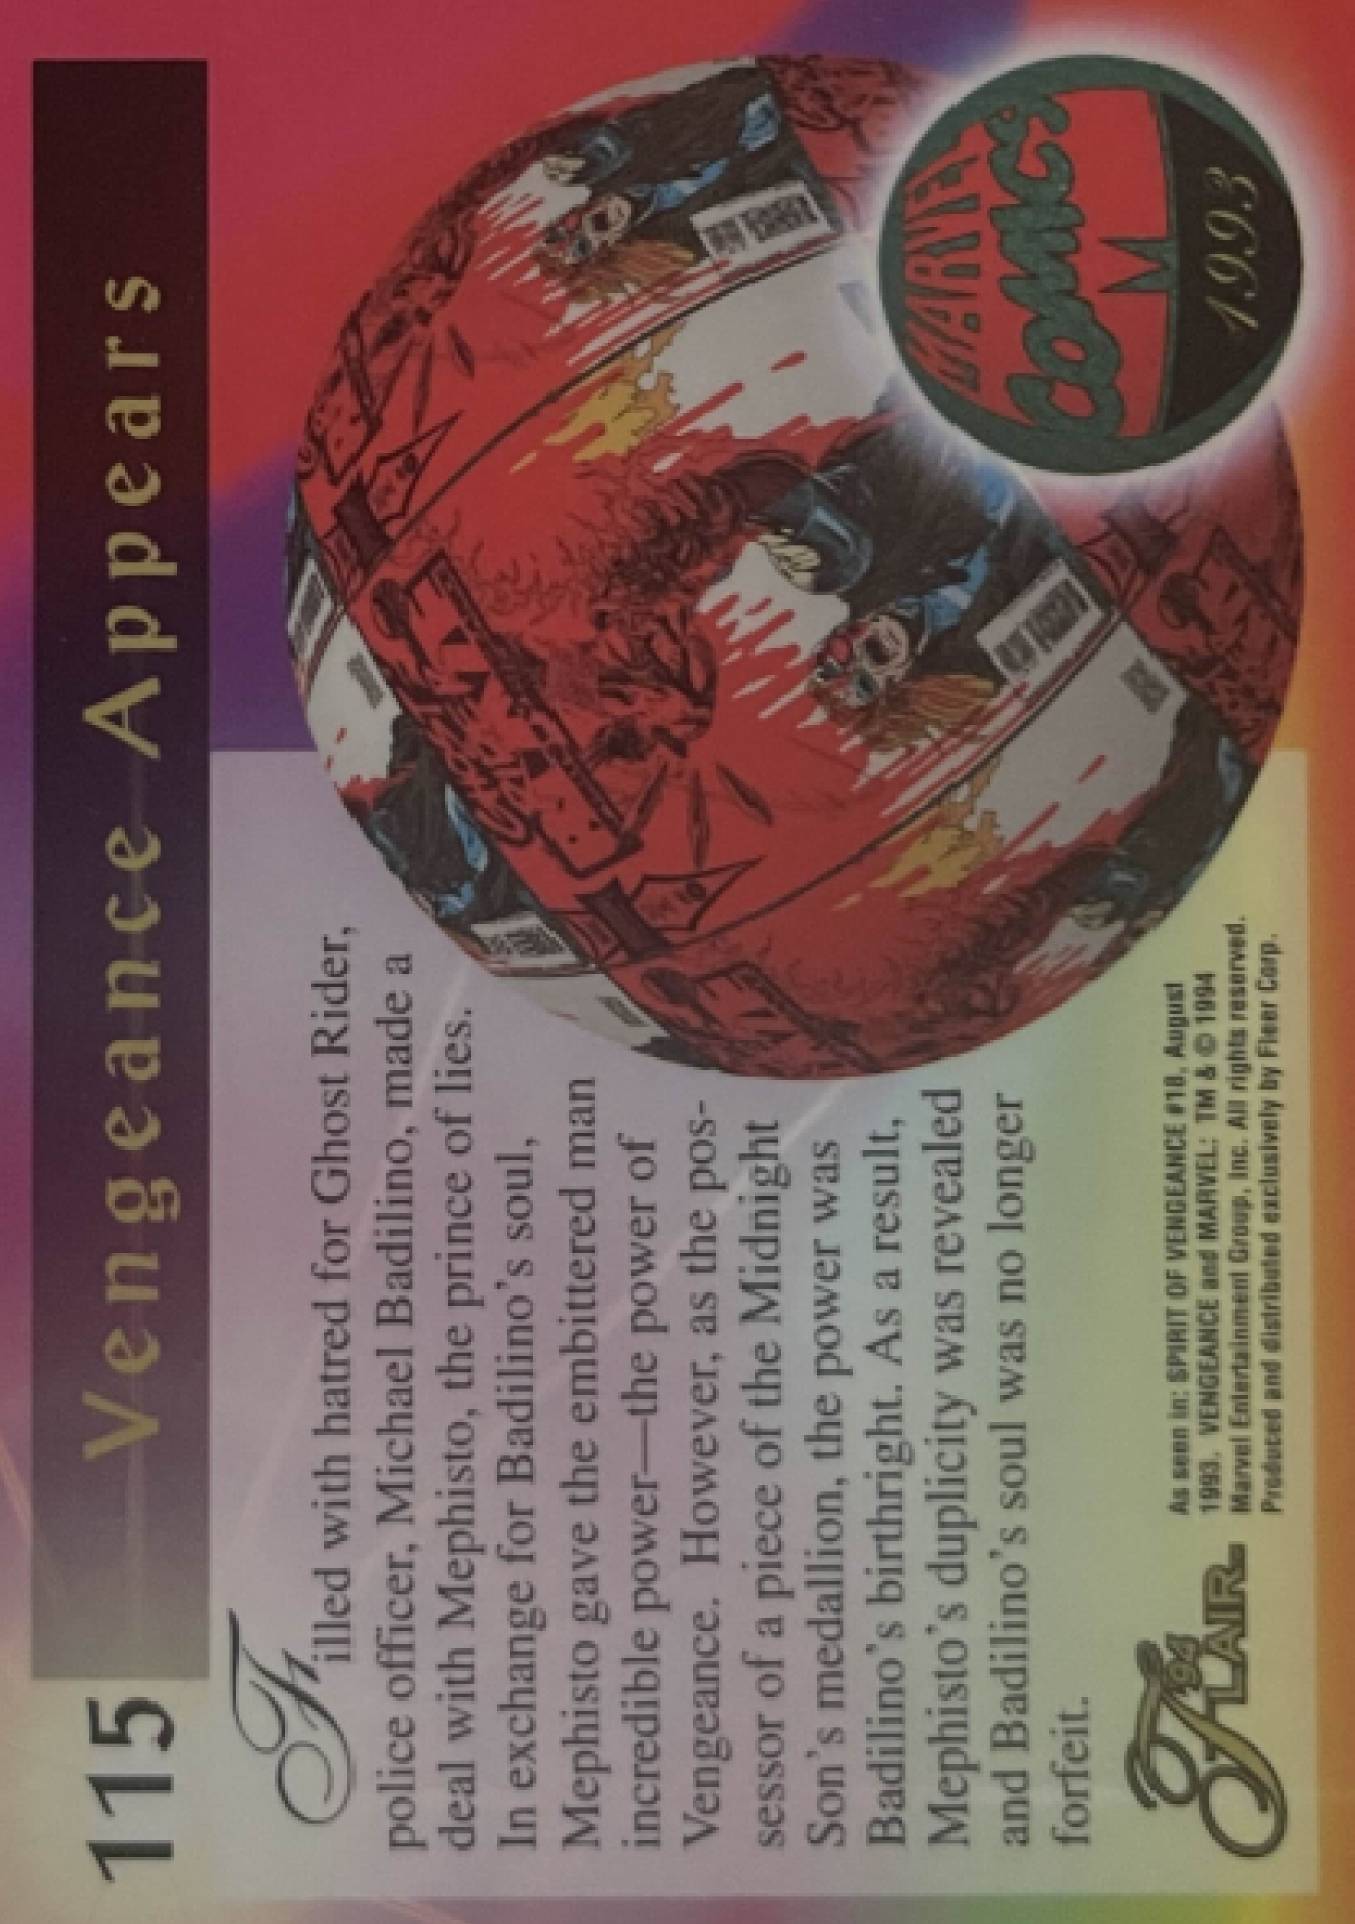 115
Vengeance Appears
Filled with hatred for Ghost Rider,
police officer, Michael Badilino, made a
deal with Mephisto, the prince of lies.
In exchange for Badilino's soul,
Mephisto gave the embittered man
incredible power—the power of
Vengeance. However, as the pos-
sessor of a piece of the Midnight
Son's medallion, the power was
Badilino's birthright. As a result,
Mephisto's duplicity was revealed
and Badilino's soul was no longer
forfeit.
'94
FLAIR™
As seen in: SPIRIT OF VENGEANCE #18, August
1993. VENGEANCE and MARVEL: TM & © 1994
Marvel Entertainment Group, Inc. All rights reserved.
Produced and distributed exclusively by Fleer Corp.
MARVEL
COMICS
M
1993